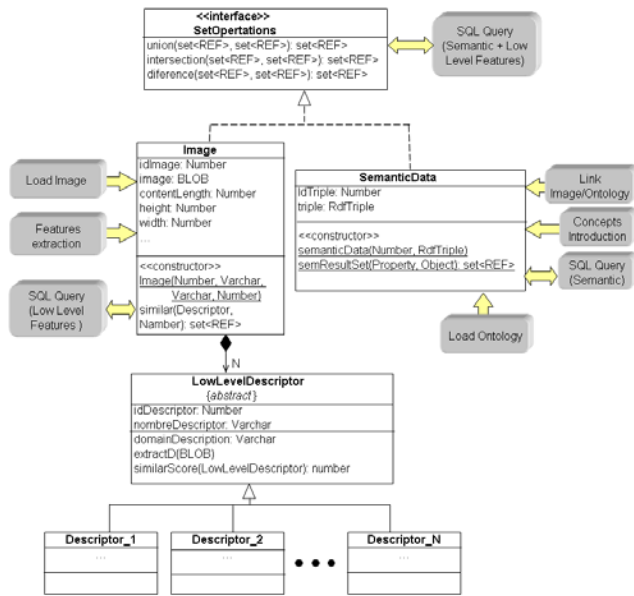 <<interface>>
SetOpertations
union(set<REF>, set<REF>): set<REF>
intersection(set<REF>, set<REF>): set<REF>
diference(set<REF>, set<REF>): set<REF>
SQL Query
(Semantic + Low
Level Features)
Image
idImage: Number
image: BLOB
contentLength: Number
height: Number
width: Number
...
<<constructor>>
Image(Number, Varchar,
Varchar, Number)
similar(Descriptor,
Namber): set<REF>
Load Image
Features
extraction
SQL Query
(Low Level
Features )
SemanticData
IdTriple: Number
triple: RdfTriple
<<constructor>>
semanticData(Number, RdfTriple)
semResultSet(Property, Object): set<REF>
Link
Image/Ontology
Concepts
Introduction
SQL Query
(Semantic)
Load Ontology
N
LowLevelDescriptor
{abstract}
idDescriptor: Number
nombreDescriptor: Varchar
domainDescription: Varchar
extractD(BLOB)
similarScore(LowLevelDescriptor): number
Descriptor_1
...
Descriptor_2
...
Descriptor_N
...